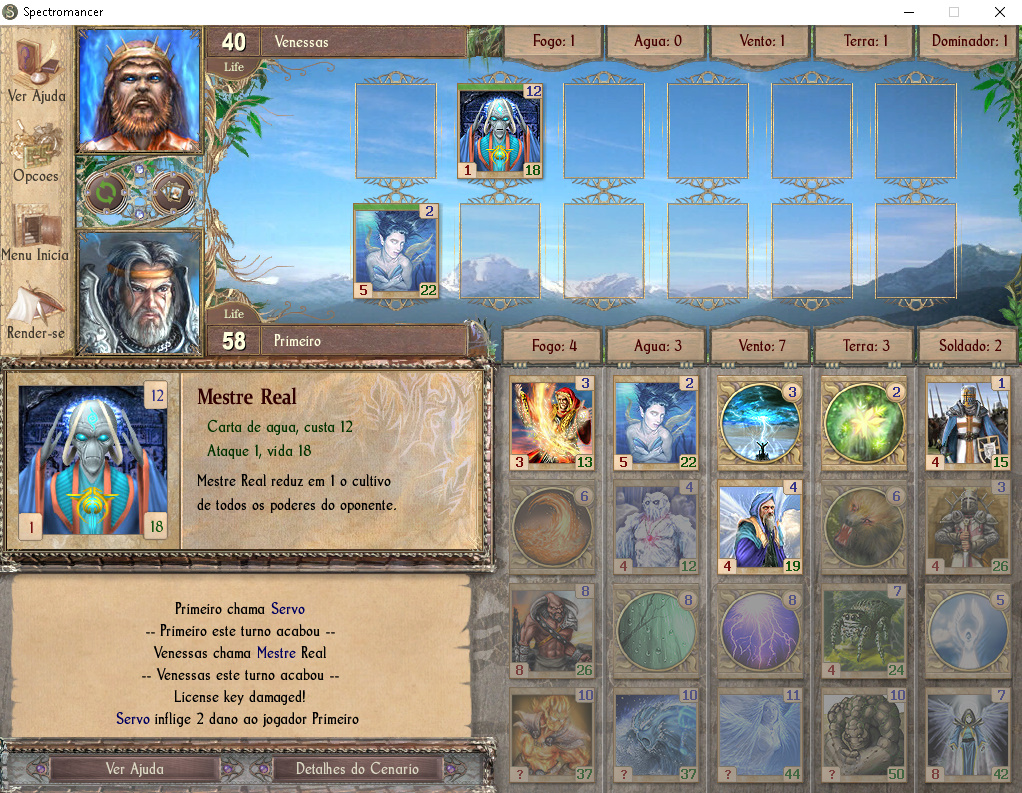 Spectromancer
40 Venessas
Life
Fogo: 1
Agua: 0
Vento: 1
Terra: 1
Dominador: 1
Ver Ajuda
Opcoes
Menu Inicia
Render-se
12
1 18
2
5 22
Life
58 Primeiro
Fogo: 4
Agua: 3
Vento: 7
Terra: 3
Soldado: 2
12
1 18
Mestre Real
Carta de agua, custa 12
Ataque 1, vida 18
Mestre Real reduz em 1 o cultivo
de todos os poderes do oponente.
3
3 13
2
5 22
3
2
1
4 15
6
4
4 12
4
4 19
6
3
4 26
8
8 26
8
8
7
4 24
5
10
? 37
10
? 37
11
? 44
10
? 50
7
8 42
Primeiro chama Servo
-- Primeiro este turno acabou --
Venessas chama Mestre Real
-- Venessas este turno acabou --
License key damaged!
Servo inflige 2 dano ao jogador Primeiro
Ver Ajuda
Detalhes do Cenario